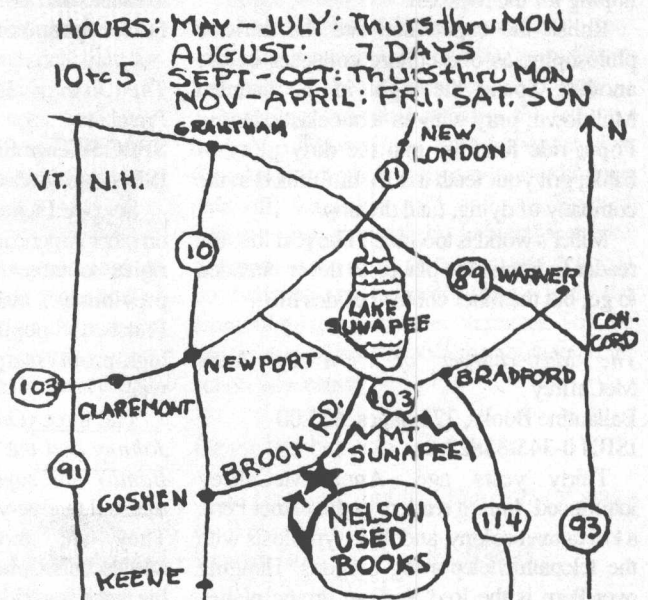 HOURS: MAY-JULY: Thurs thru MON
AUGUST: 7 DAYS
10 to 5 SEPT-OCT: Thurs thru MON
NOV-APRIL: FRI. SAT. SUN
GRANTHAM
NEW
LONDON
N
VT. N.H.
11
10
89
WARNER
LAKE
SUNAPEE
CON-
CORD
NEWPORT
BRADFORD
103
CLAREMONT
103
BROOK RD.
MT
SUNAPEE
91
GOSHEN
NELSON
USED
BOOKS
114
93
KEENE